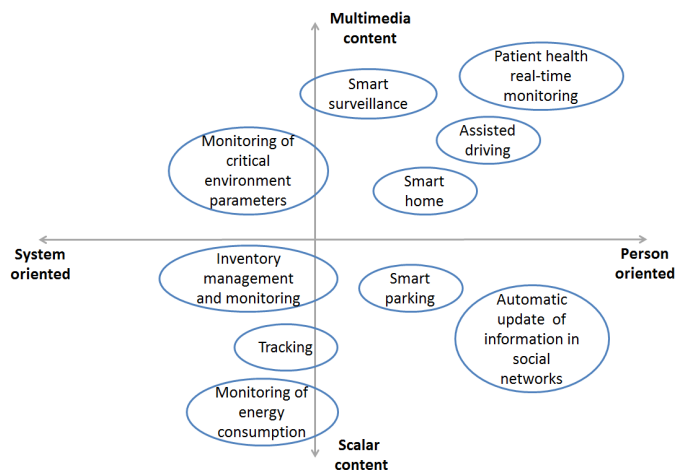 Multimedia
content
Patient health
real-time
monitoring
Smart
surveillance
Assisted
driving
Monitoring of
critical
environment
parameters
Smart
home
System
oriented
Person
oriented
Inventory
management
and monitoring
Smart
parking
Automatic
update of
information in
social
networks
Tracking
Monitoring of
energy
consumption
Scalar
content